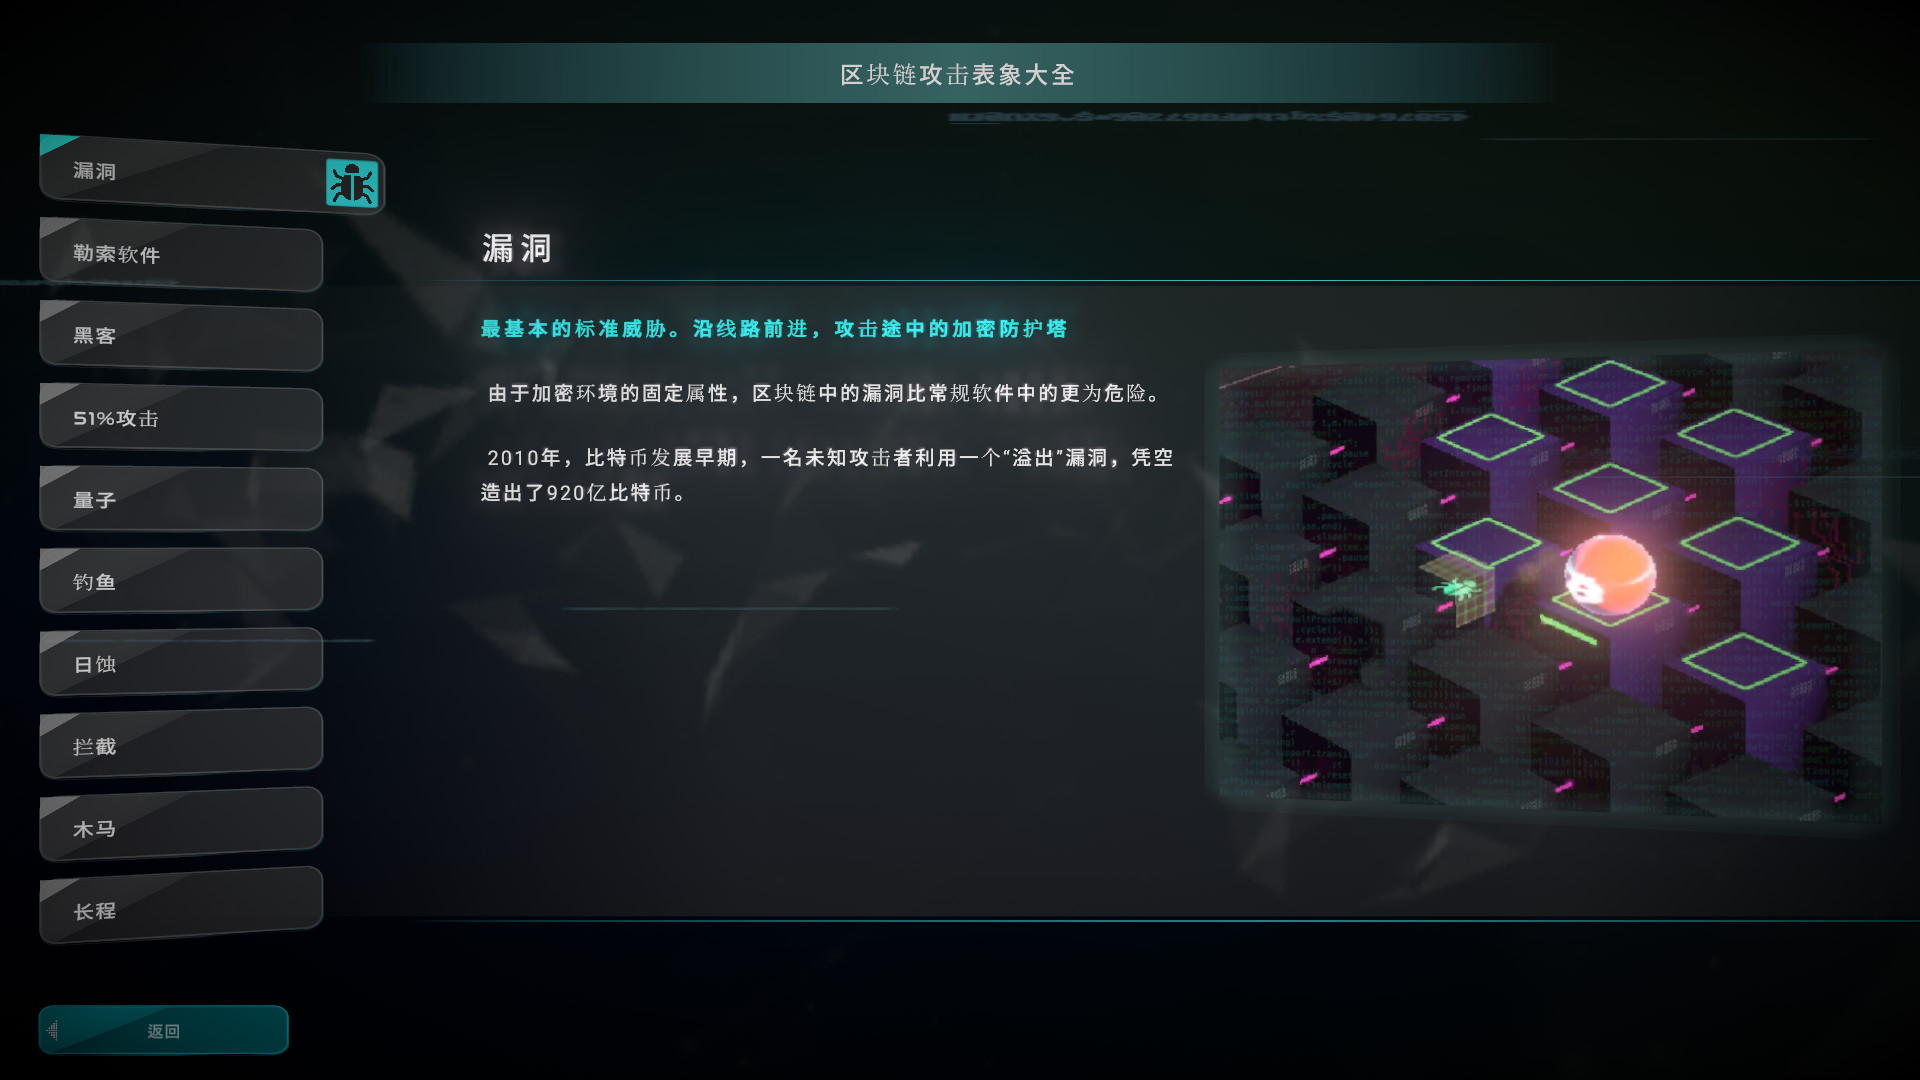 区块链攻击表象大全
漏洞
勒索软件
黑客
51%攻击
量子
钓鱼
日蚀
拦截
木马
长程
返回
漏洞
最基本的标准威胁。沿线路前进，攻击途中的加密防护塔
由于加密环境的固定属性，区块链中的漏洞比常规软件中的更为危险。
2010年，比特币发展早期，一名未知攻击者利用一个“溢出”漏洞，凭空
造出了920亿比特币。